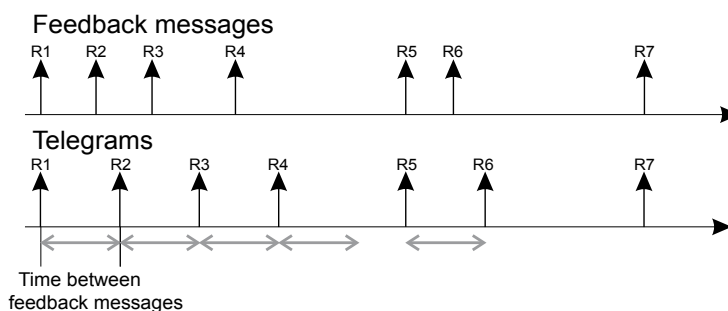 Feedback messages
R1 R2 R3 R4 R5 R6 R7
Telegrams
R1 R2 R3 R4 R5 R6 R7
Time between
feedback messages